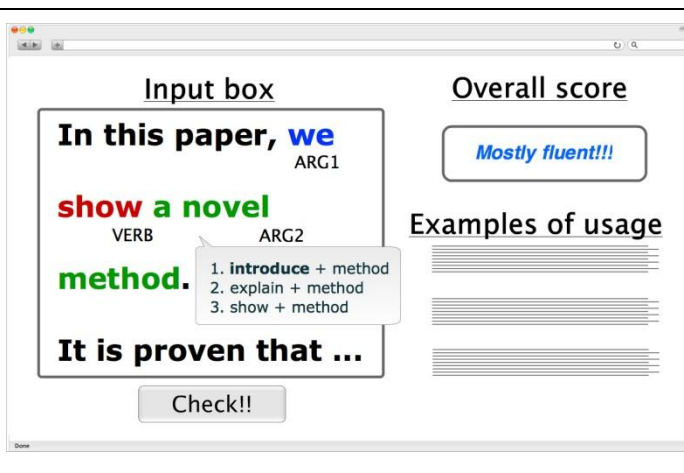 Input box
In this paper, we
ARG1
show a novel
VERB ARG2
method.
1. introduce + method
2. explain + method
3. show + method
It is proven that ...
Check!!
Overall score
Mostly fluent!!!
Examples of usage
Done